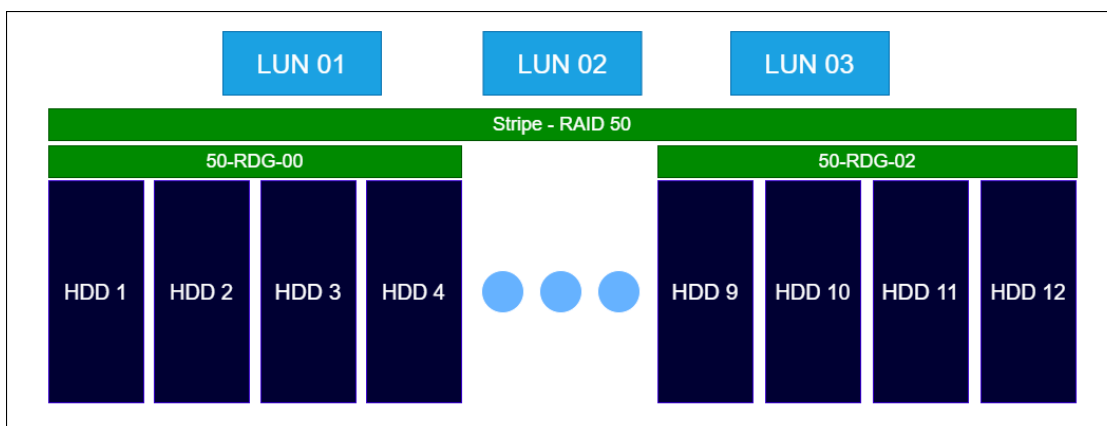 LUN 01
LUN 02
LUN 03
Stripe - RAID 50
50-RDG-00
50-RDG-02
HDD 1
HDD 2
HDD 3
HDD 4
HDD 9
HDD 10
HDD 11
HDD 12